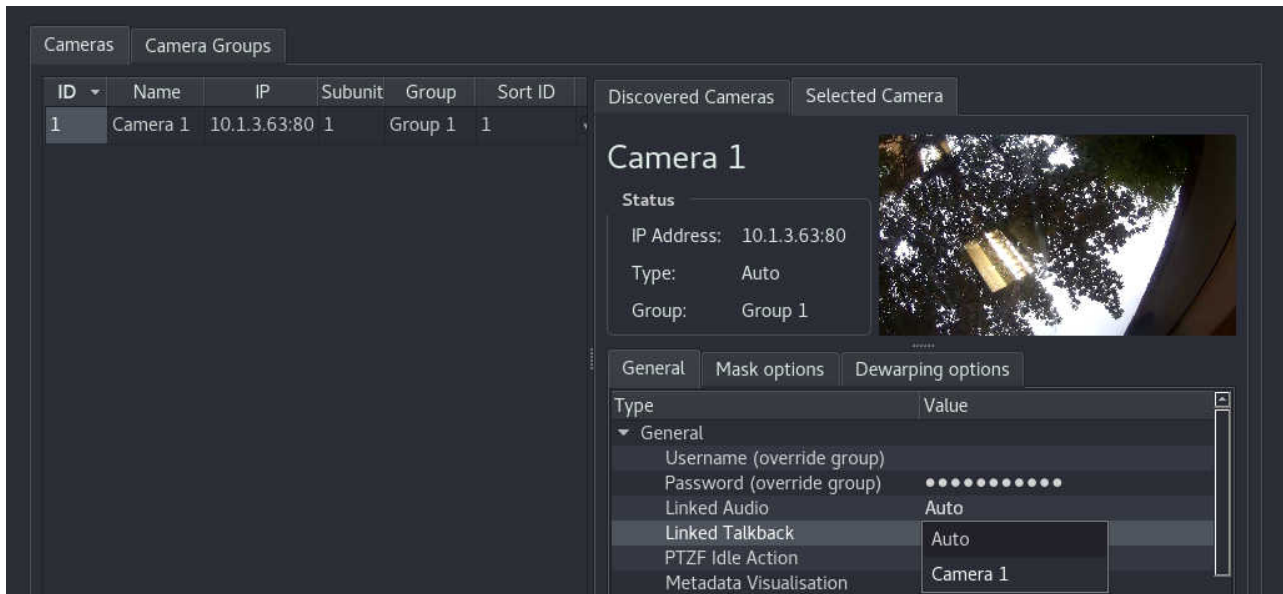 Cameras Camera Groups
ID Name IP Subunit Group Sort ID
1 Camera 1 10.1.3.63:80 1 Group 1 1
Discovered Cameras Selected Camera
Camera 1
Status
IP Address: 10.1.3.63:80
Type: Auto
Group: Group 1
General Mask options Dewarping options
Type Value
General
Username (override group)
Password (override group) ●●●●●●●●●●●
Linked Audio Auto
Linked Talkback
Auto
PTZF Idle Action
Camera 1
Metadata Visualisation